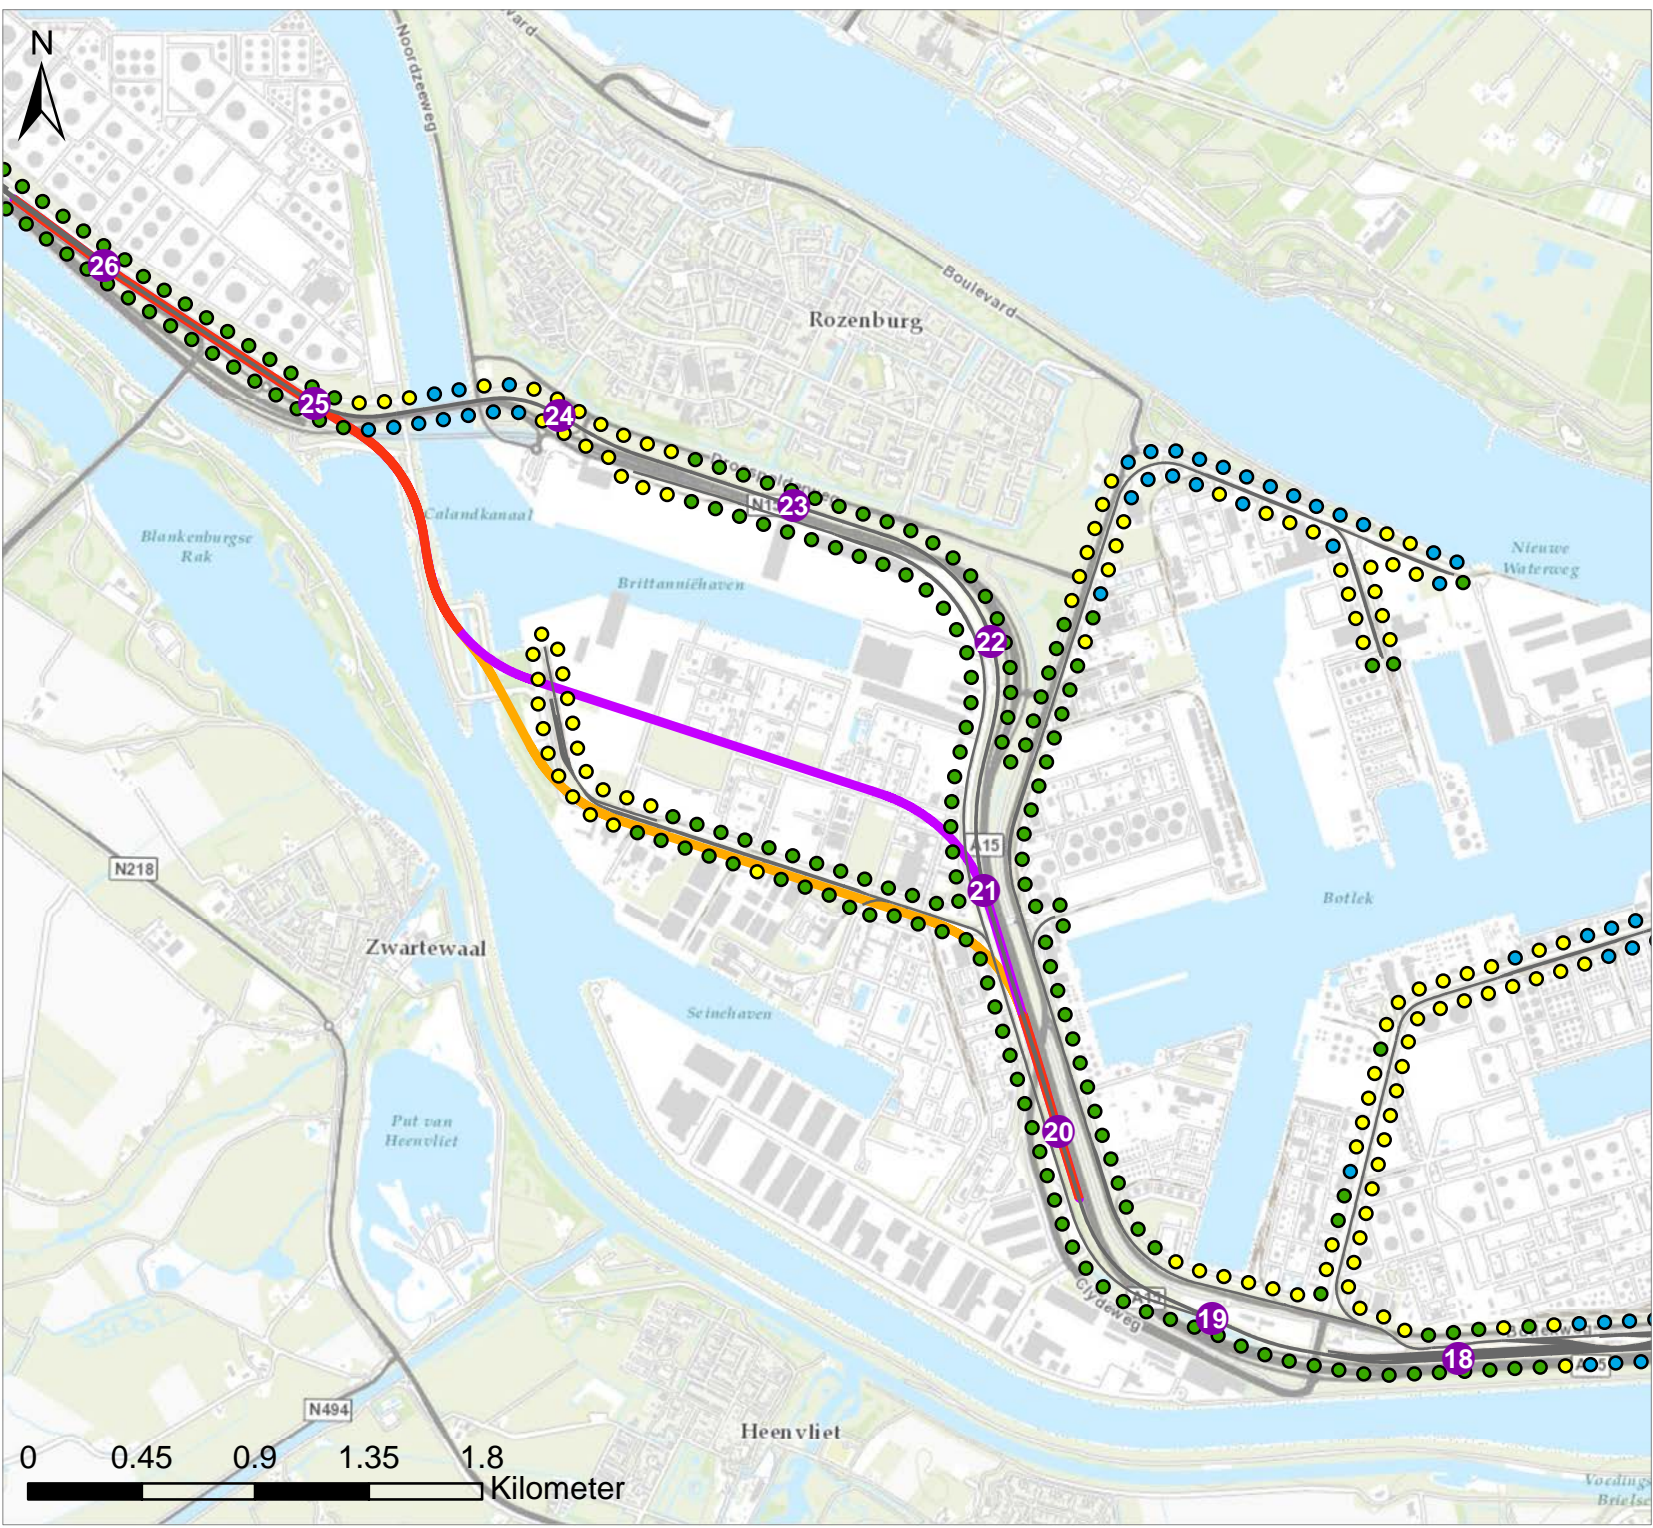 N
Noordzeeweg
Boulevard
Rozenburg
26
25
24
Droespolderweg
23
Calandkanaal
Blankenburgse
Rak
Nieuwe
Waterweg
Brittanniëhaven
22
A15
N218
21
Botlek
Zwartewaal
Seinehaven
Put van
Heenvliet
20
Clydeweg
19
18
N494
Heenvliet
0 0.45 0.9 1.35 1.8
Kilometer